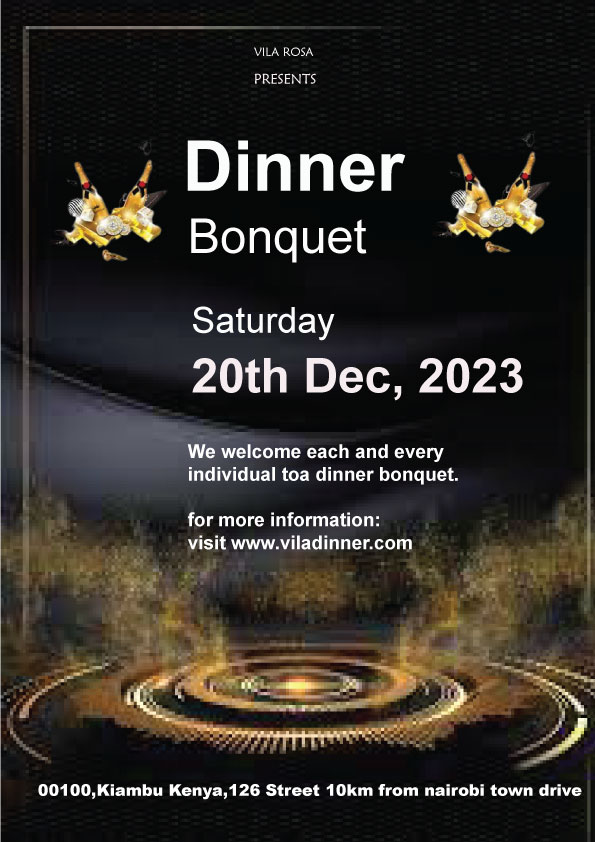 VILA ROSA
PRESENTS
Dinner
Bonquet
Saturday
20th Dec, 2023
We welcome each and every
individual toa dinner bonquet.
for more information:
visit www.viladinner.com
00100,Kiambu Kenya,126 Street 10km from nairobi town drive